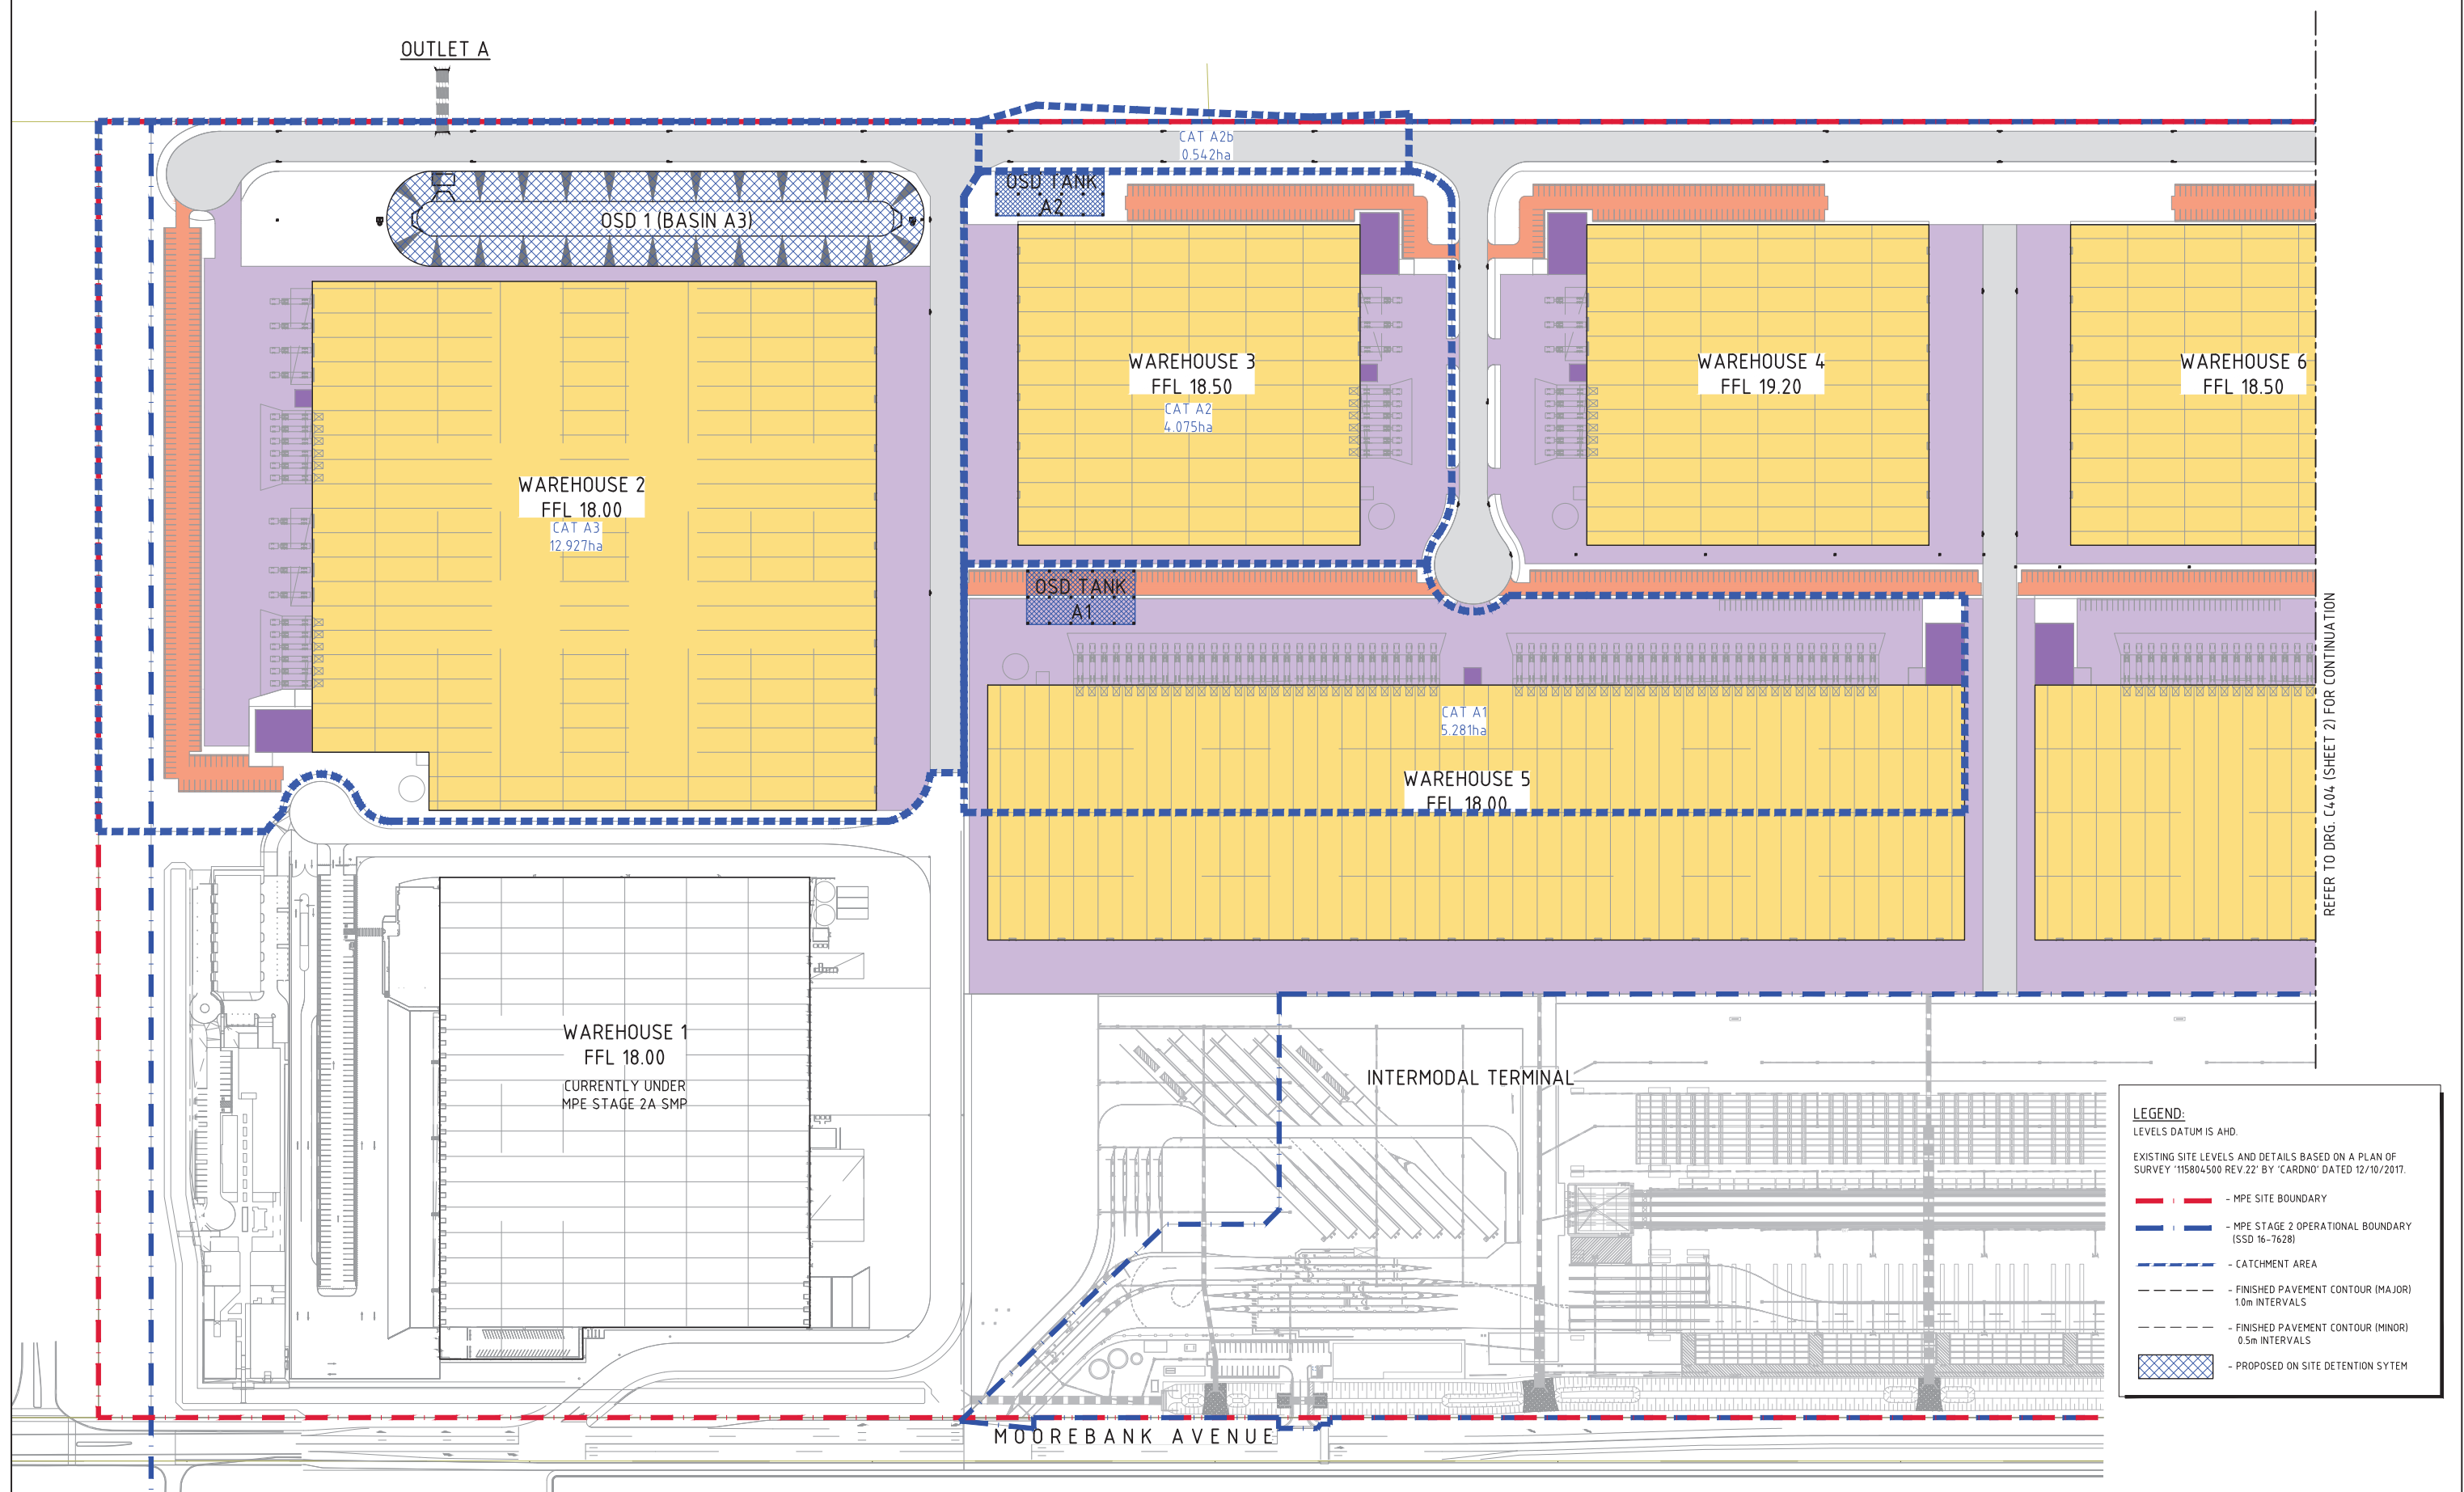 OUTLET A
CAT A2b
0.542ha
OSD TANK
A2
OSD 1 (BASIN A3)
WAREHOUSE 3
FFL 18.50
CAT A2
4.075ha
WAREHOUSE 4
FFL 19.20
WAREHOUSE 6
FFL 18.50
WAREHOUSE 2
FFL 18.00
CAT A3
12.927ha
OSD TANK
A1
CAT A1
5.281ha
WAREHOUSE 5
FFL 18.00
REFER TO DRG. C404 (SHEET 2) FOR CONTINUATION
WAREHOUSE 1
FFL 18.00
CURRENTLY UNDER
MPE STAGE 2A SMP
INTERMODAL TERMINAL
MOOREBANK AVENUE
LEGEND:
LEVELS DATUM IS AHD.
EXISTING SITE LEVELS AND DETAILS BASED ON A PLAN OF
SURVEY '115804500 REV.22' BY 'CARDNO' DATED 12/10/2017.
- MPE SITE BOUNDARY
- MPE STAGE 2 OPERATIONAL BOUNDARY
(SSD 16-7628)
- CATCHMENT AREA
- FINISHED PAVEMENT CONTOUR (MAJOR)
1.0m INTERVALS
- FINISHED PAVEMENT CONTOUR (MINOR)
0.5m INTERVALS
- PROPOSED ON SITE DETENTION SYTEM